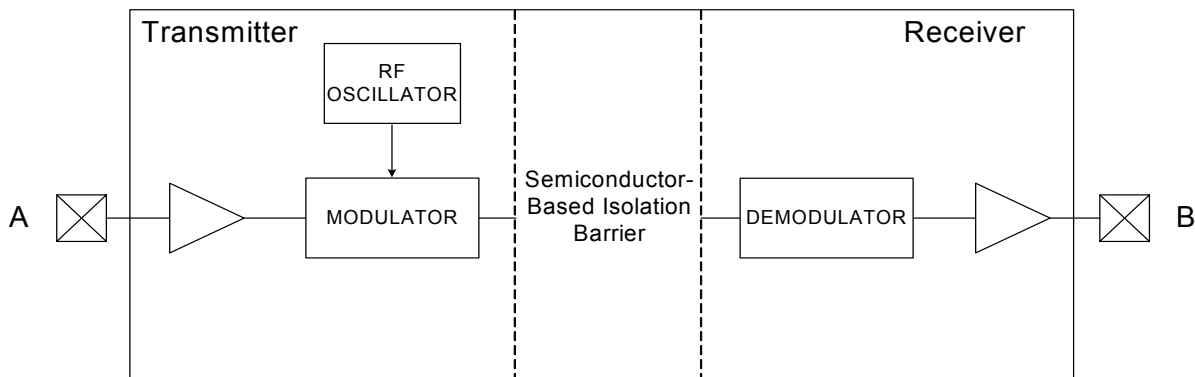 Transmitter
Receiver
RF
OSCILLATOR
A
MODULATOR
Semiconductor-
Based Isolation
Barrier
DEMODULATOR
B